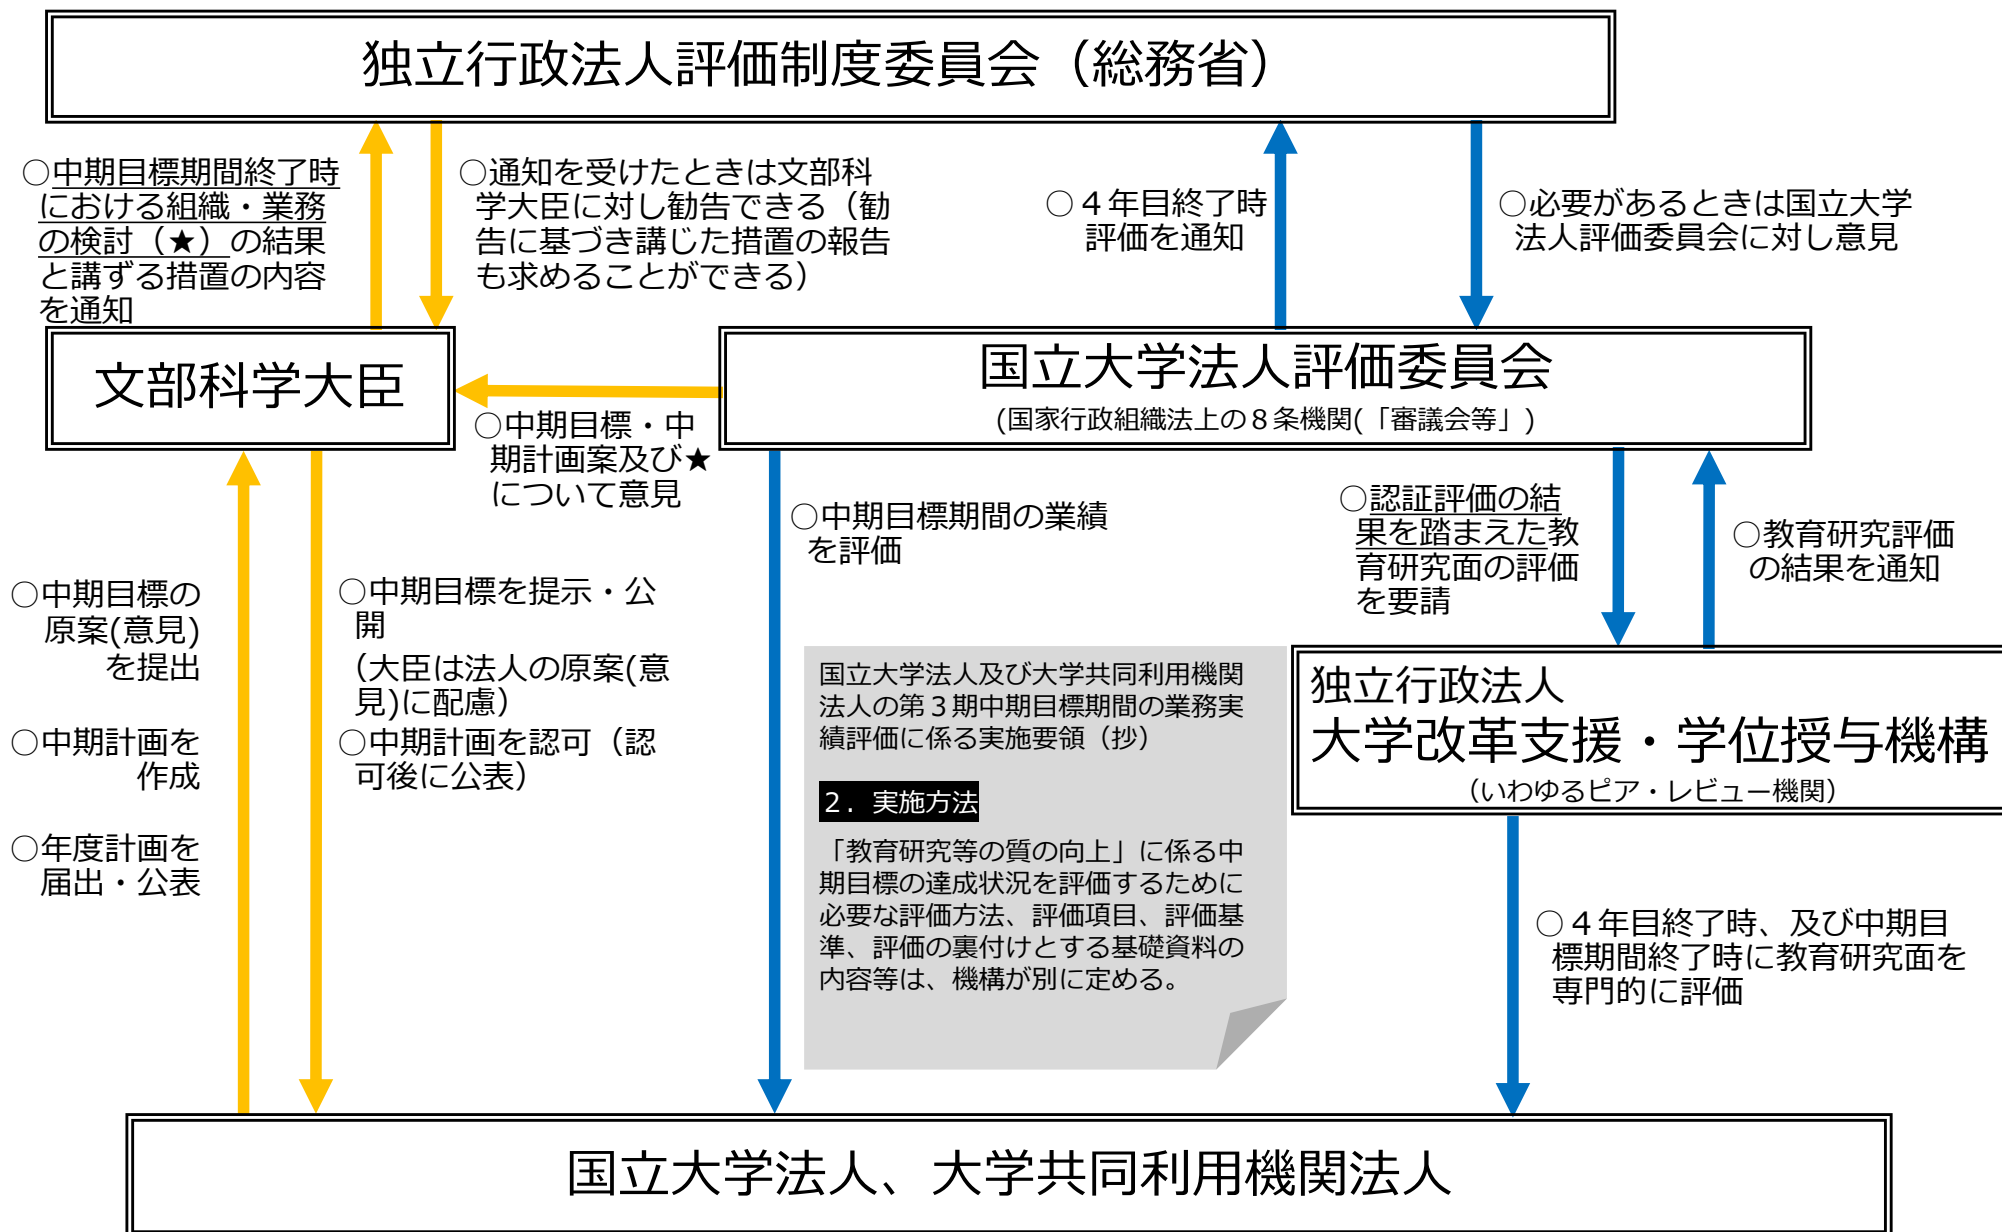 独立行政法人評価制度委員会（総務省）
○中期目標期間終了時
における組織・業務
の検討（★）の結果
と講ずる措置の内容
を通知
○通知を受けたときは文部科
学大臣に対し勧告できる（勧
告に基づき講じた措置の報告
も求めることができる）
○４年目終了時
評価を通知
○必要があるときは国立大学
法人評価委員会に対し意見
文部科学大臣
国立大学法人評価委員会
(国家行政組織法上の８条機関(「審議会等」)
○中期目標・中
期計画案及び★
について意見
○中期目標期間の業績
を評価
○認証評価の結
果を踏まえた教
育研究面の評価
を要請
○教育研究評価
の結果を通知
○中期目標の
原案(意見)
を提出
○中期計画を
作成
○年度計画を
届出・公表
○中期目標を提示・公
開
（大臣は法人の原案(意
見)に配慮）
○中期計画を認可（認
可後に公表）
国立大学法人及び大学共同利用機関
法人の第３期中期目標期間の業務実
績評価に係る実施要領（抄）
２．実施方法
「教育研究等の質の向上」に係る中
期目標の達成状況を評価するために
必要な評価方法、評価項目、評価基
準、評価の裏付けとする基礎資料の
内容等は、機構が別に定める。
独立行政法人
大学改革支援・学位授与機構
（いわゆるピア・レビュー機関）
○４年目終了時、及び中期目
標期間終了時に教育研究面を
専門的に評価
国立大学法人、大学共同利用機関法人